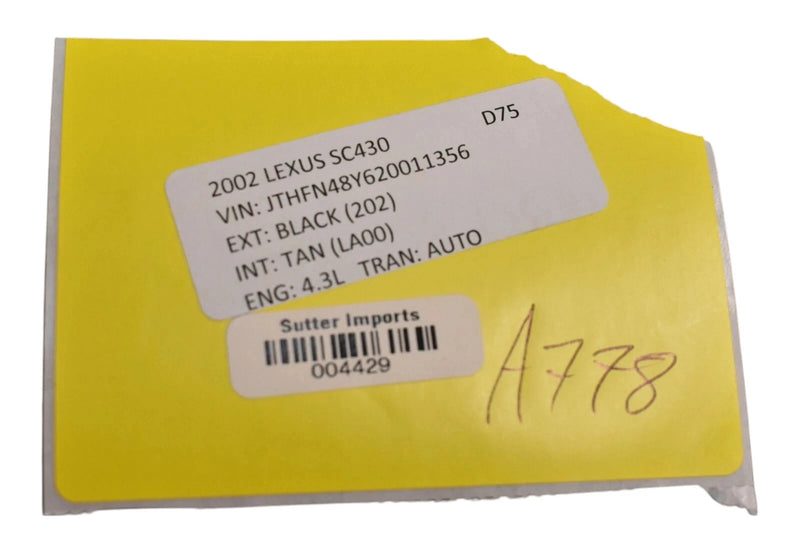 2002 LEXUS SC430 D75
VIN: JTHFN48Y620011356
EXT: BLACK (202)
INT: TAN (LA00)
ENG: 4.3L TRAN: AUTO
Sutter Imports
004429
A778